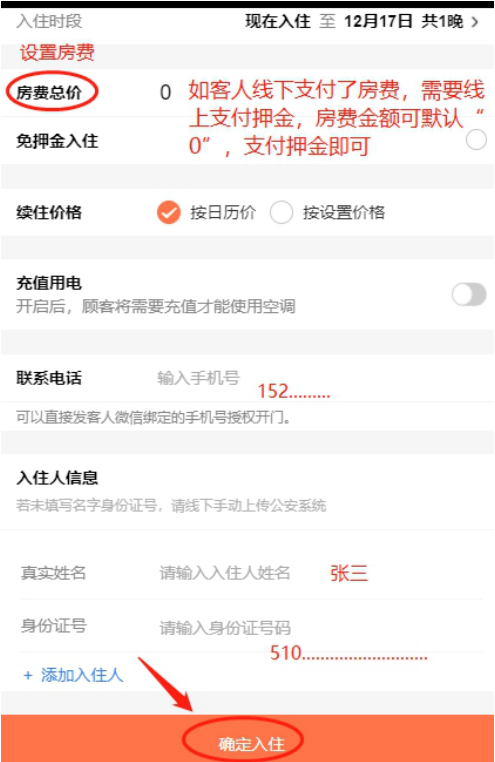 入住时段 现在入住 至 12月17日 共1晚 >
设置房费
房费总价 0 如客人线下支付了房费，需要线
上支付押金，房费金额可默认“
0”，支付押金即可
免押金入住
续住价格 按日历价 按设置价格
充值用电
开启后，顾客将需要充值才能使用空调
联系电话 输入手机号 152.........
可以直接发客人微信绑定的手机号授权开门。
入住人信息
若未填写名字身份证号，请线下手动上传公安系统
真实姓名 请输入入住人姓名 张三
身份证号 请输入身份证号码
510...........................
+ 添加入住人
确定入住